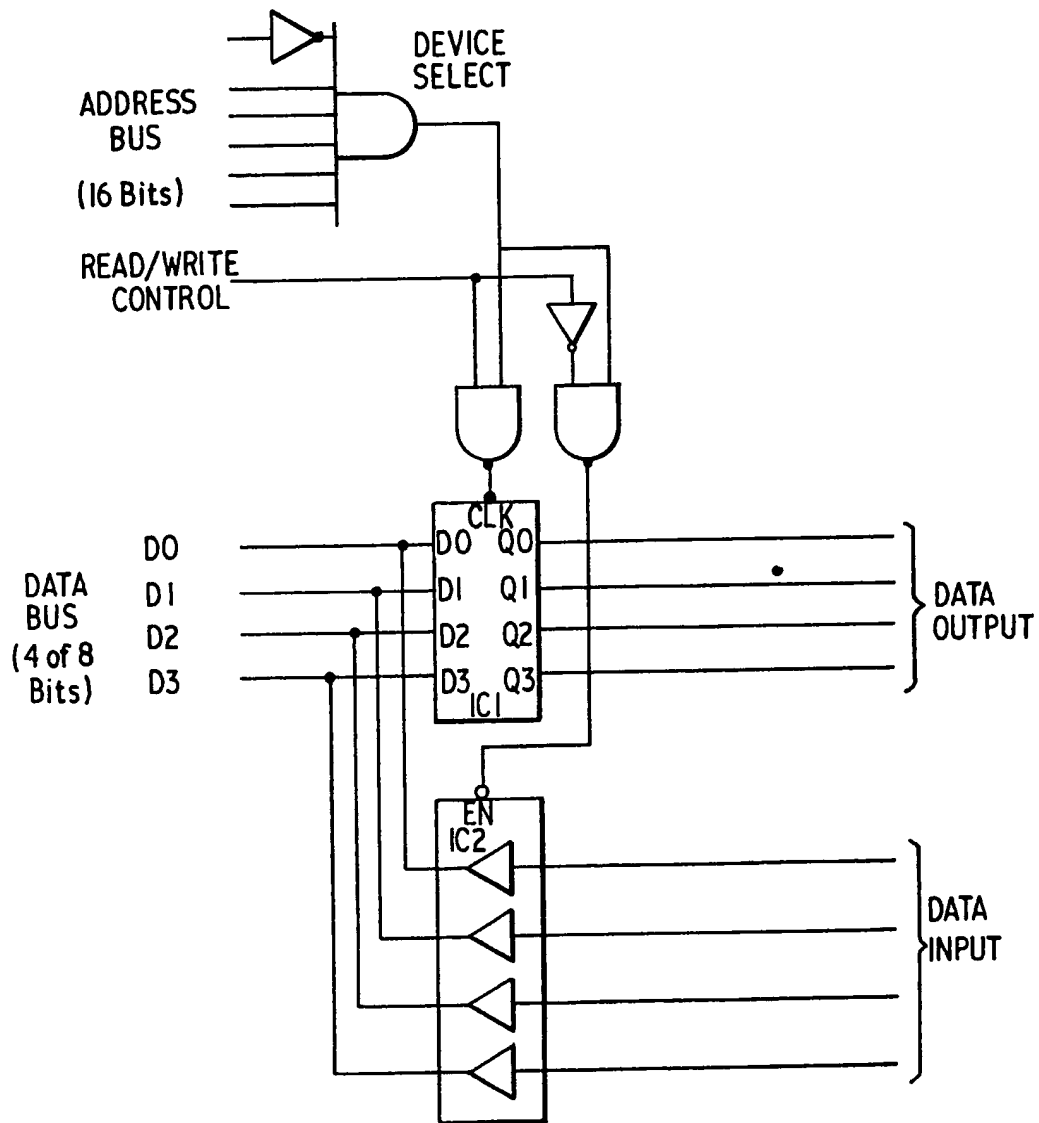 DEVICE
SELECT
ADDRESS
BUS
(16 Bits)
READ/WRITE
CONTROL
CLK
D0
D0
Q0
D1
D1
Q1
D2
D2
Q2
D3
D3
Q3
IC1
DATA
BUS
(4 of 8
Bits)
DATA
OUTPUT
EN
IC2
DATA
INPUT